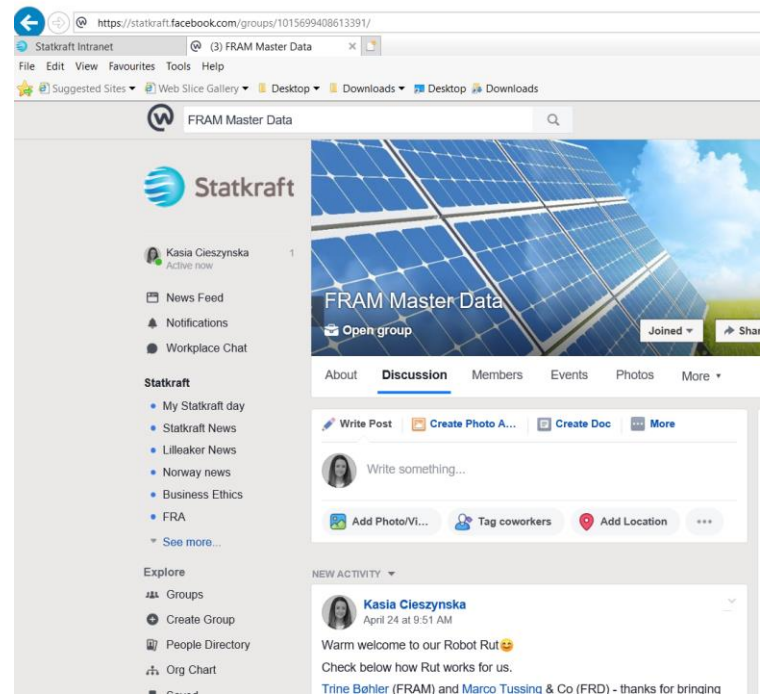 https://statkraft.facebook.com/groups/1015699408613391/
Statkraft Intranet
(3) FRAM Master Data
File Edit View Favourites Tools Help
Suggested Sites Web Slice Gallery Desktop Downloads Desktop Downloads
FRAM Master Data
Statkraft
Kasia Cieszynska 1
Active now
News Feed
Notifications
Workplace Chat
Statkraft
My Statkraft day
Statkraft News
Lilleaker News
Norway news
Business Ethics
FRA
See more...
Explore
Groups
Create Group
People Directory
Org Chart
Saved
FRAM Master Data
Open group
Joined
Shar
About Discussion Members Events Photos More
Write Post Create Photo A... Create Doc More
Write something...
Add Photo/Vi... Tag coworkers Add Location
NEW ACTIVITY
Kasia Cieszynska
April 24 at 9:51 AM
Warm welcome to our Robot Rut😊
Check below how Rut works for us.
Trine Bøhler (FRAM) and Marco Tussing & Co (FRD) - thanks for bringing